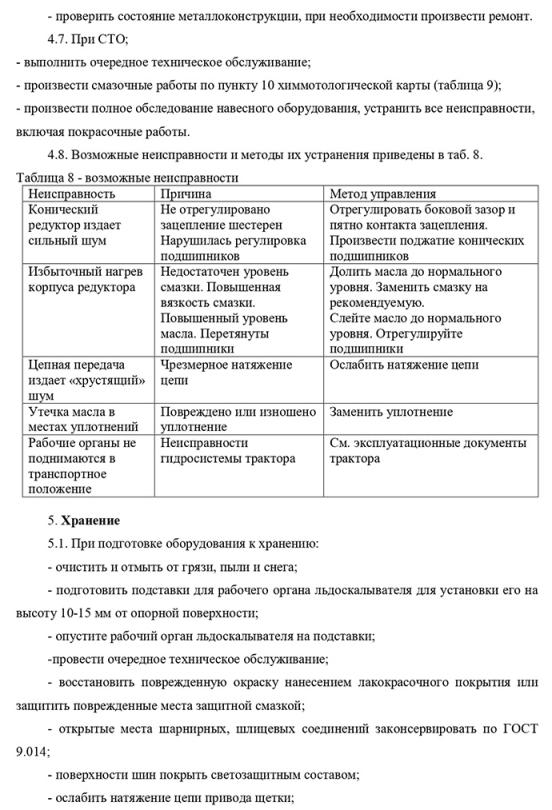 - проверить состояние металлоконструкции, при необходимости произвести ремонт.
4.7. При СТО;
- выполнить очередное техническое обслуживание;
- произвести смазочные работы по пункту 10 химмотологической карты (таблица 9);
- произвести полное обследование навесного оборудования, устранить все неисправности,
включая покрасочные работы.
4.8. Возможные неисправности и методы их устранения приведены в таб. 8.
Таблица 8 - возможные неисправности
Неисправность
Причина
Метод управления
Конический
редуктор издает
сильный шум
Не отрегулировано
зацепление шестерен
Нарушилась регулировка
подшипников
Отрегулировать боковой зазор и
пятно контакта зацепления.
Произвести поджатие конических
подшипников
Избыточный нагрев
корпуса редуктора
Недостаточен уровень
смазки. Повышенная
вязкость смазки.
Повышенный уровень
масла. Перетянуты
подшипники
Долить масла до нормального
уровня. Заменить смазку на
рекомендуемую.
Слейте масло до нормального
уровня. Отрегулируйте
подшипники
Цепная передача
издает «хрустящий»
шум
Чрезмерное натяжение
цепи
Ослабить натяжение цепи
Утечка масла в
местах уплотнений
Повреждено или изношено
уплотнение
Заменить уплотнение
Рабочие органы не
поднимаются в
транспортное
положение
Неисправности
гидросистемы трактора
См. эксплуатационные документы
трактора
5. Хранение
5.1. При подготовке оборудования к хранению:
- очистить и отмыть от грязи, пыли и снега;
- подготовить подставки для рабочего органа льдоскалывателя для установки его на
высоту 10-15 мм от опорной поверхности;
- опустите рабочий орган льдоскалывателя на подставки;
-провести очередное техническое обслуживание;
- восстановить поврежденную окраску нанесением лакокрасочного покрытия или
защитить поврежденные места защитной смазкой;
- открытые места шарнирных, шлицевых соединений законсервировать по ГОСТ
9.014;
- поверхности шин покрыть светозащитным составом;
- ослабить натяжение цепи привода щетки;